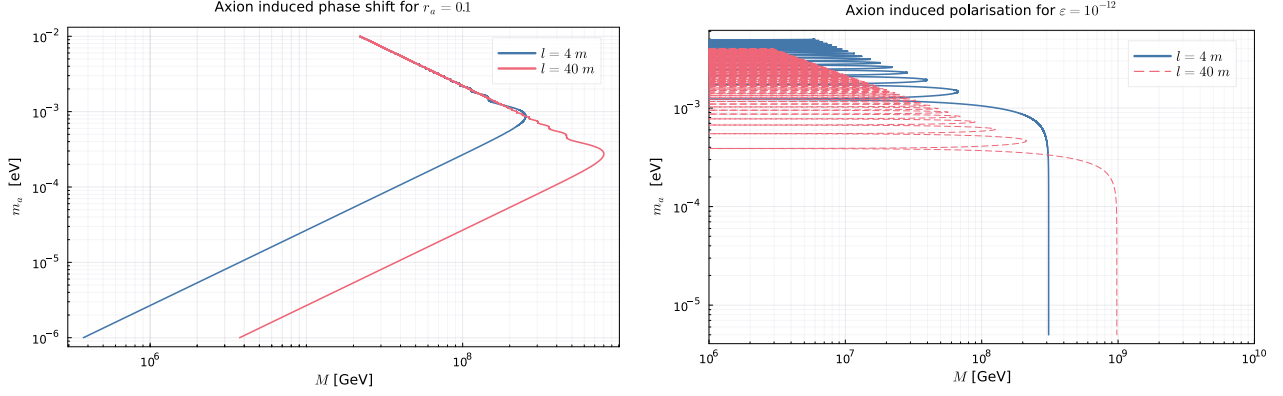 Axion induced phase shift for r_a = 0.1
10^-2
10^-3
10^-4
10^-5
10^-6
m_a [eV]
l = 4 m
l = 40 m
10^6
10^7
10^8
M [GeV]
Axion induced polarisation for ε = 10^-12
10^-3
10^-4
10^-5
m_a [eV]
l = 4 m
l = 40 m
10^6
10^7
10^8
10^9
10^10
M [GeV]